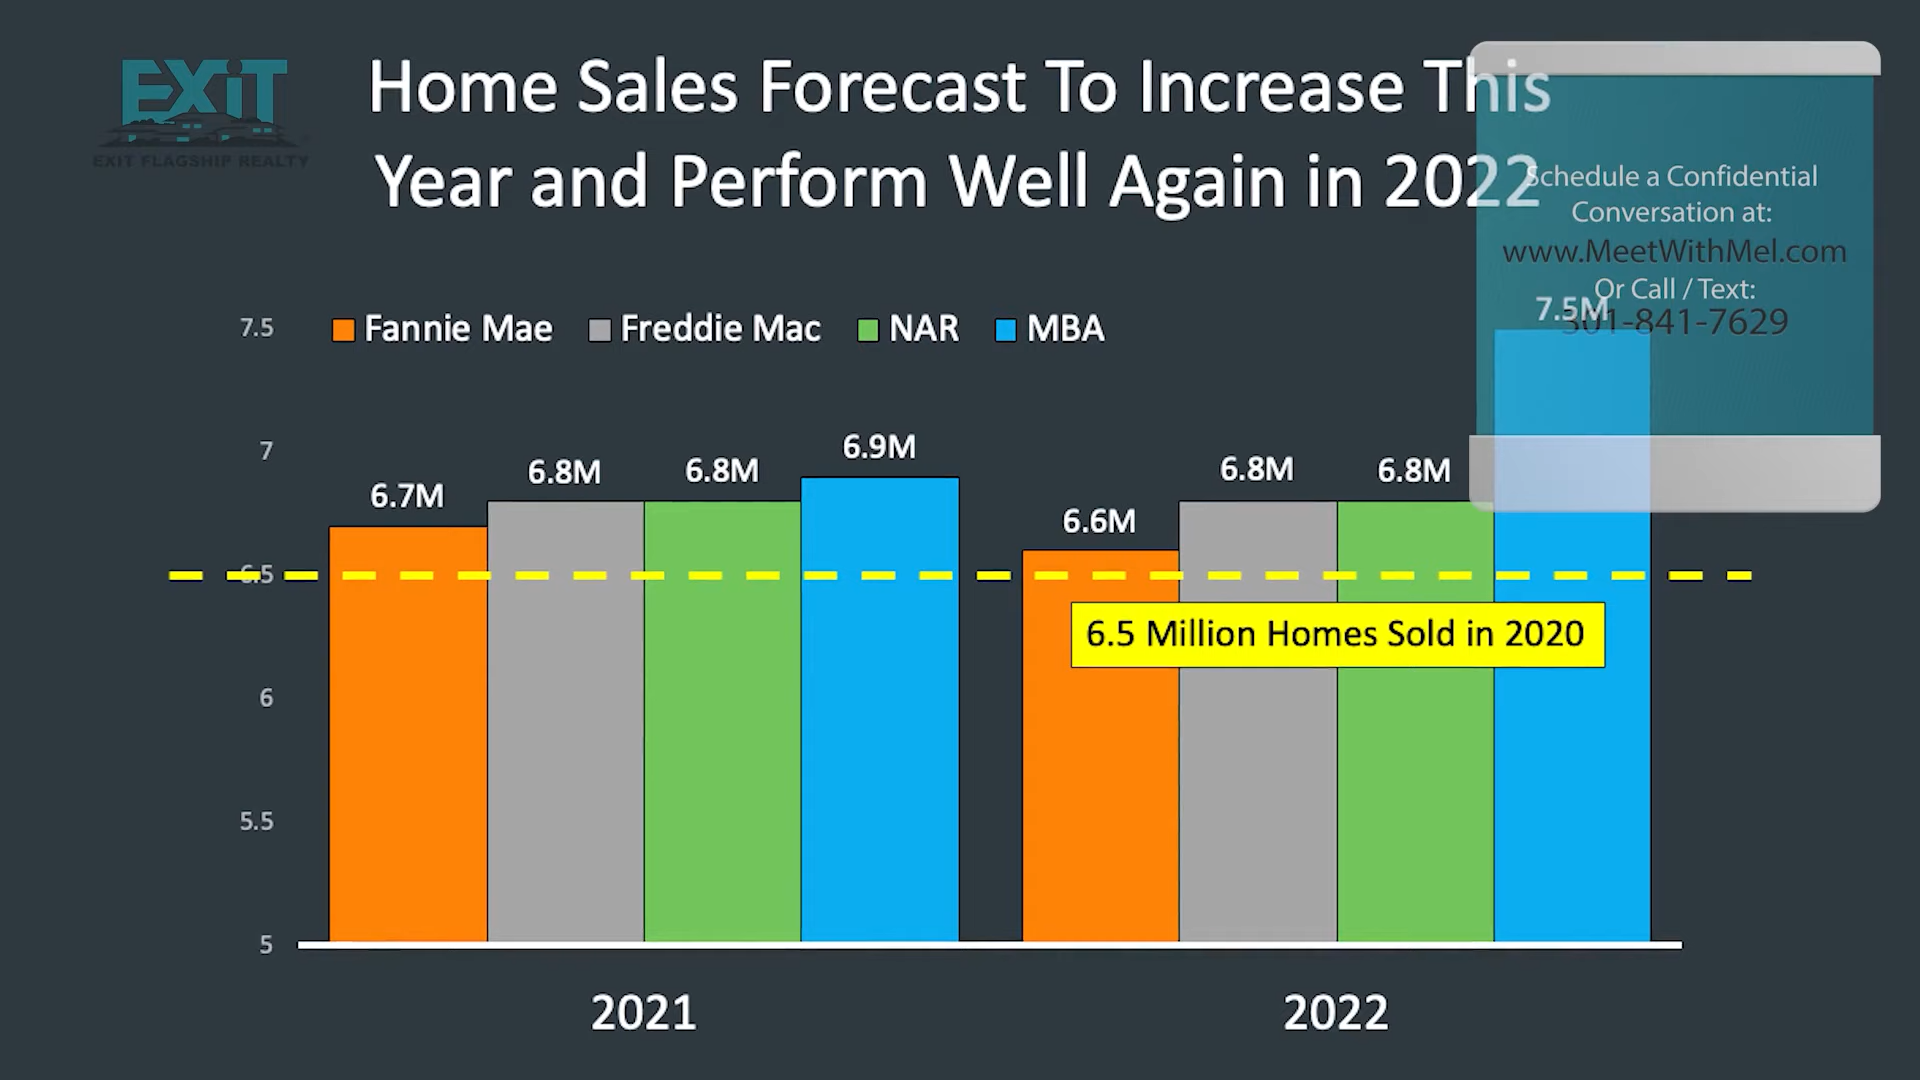 EXiT
EXIT FLAGSHIP REALTY
Home Sales Forecast To Increase This
Year and Perform Well Again in 2022
Schedule a Confidential
Conversation at:
www.MeetWithMel.com
Or Call / Text:
301-841-7629
Fannie Mae Freddie Mac NAR MBA
7.5
7
6.5
6
5.5
5
6.7M 6.8M 6.8M 6.9M
6.6M 6.8M 6.8M 7.5M
6.5 Million Homes Sold in 2020
2021 2022